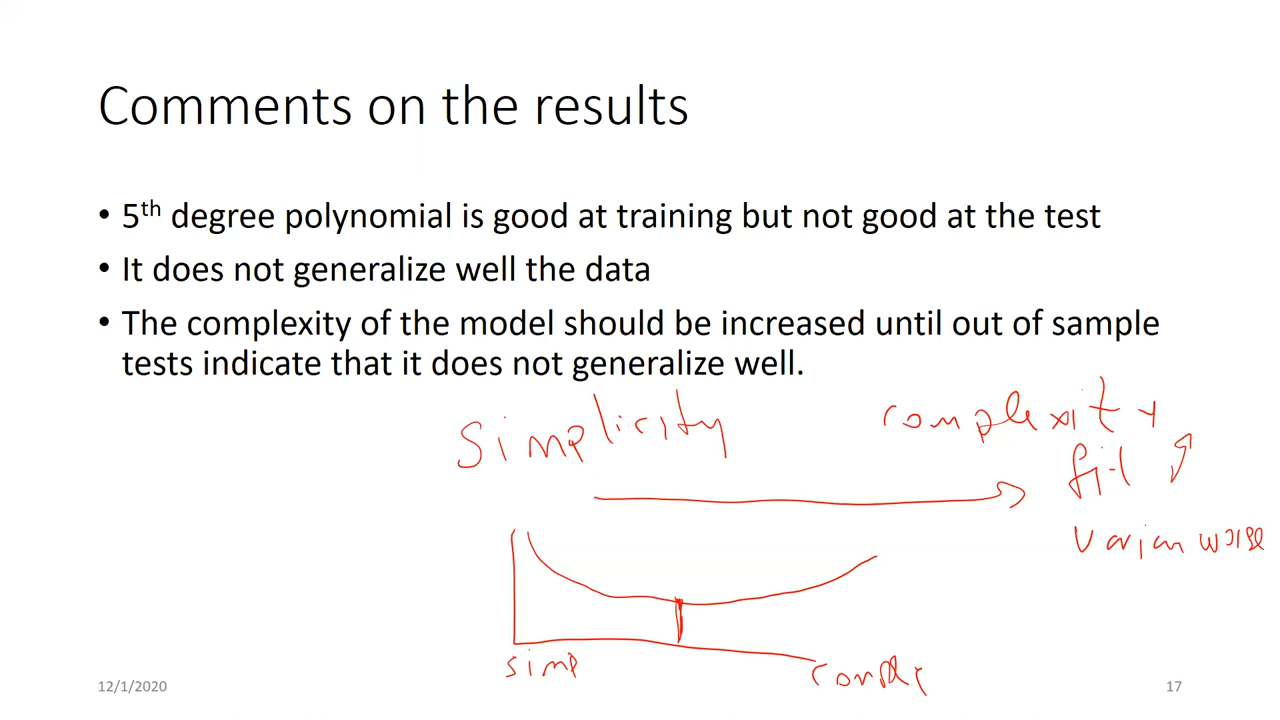 Comments on the results
• 5th degree polynomial is good at training but not good at the test
• It does not generalize well the data
• The complexity of the model should be increased until out of sample
tests indicate that it does not generalize well.
Simplicity
complexity
fit
simp
12/1/2020
17